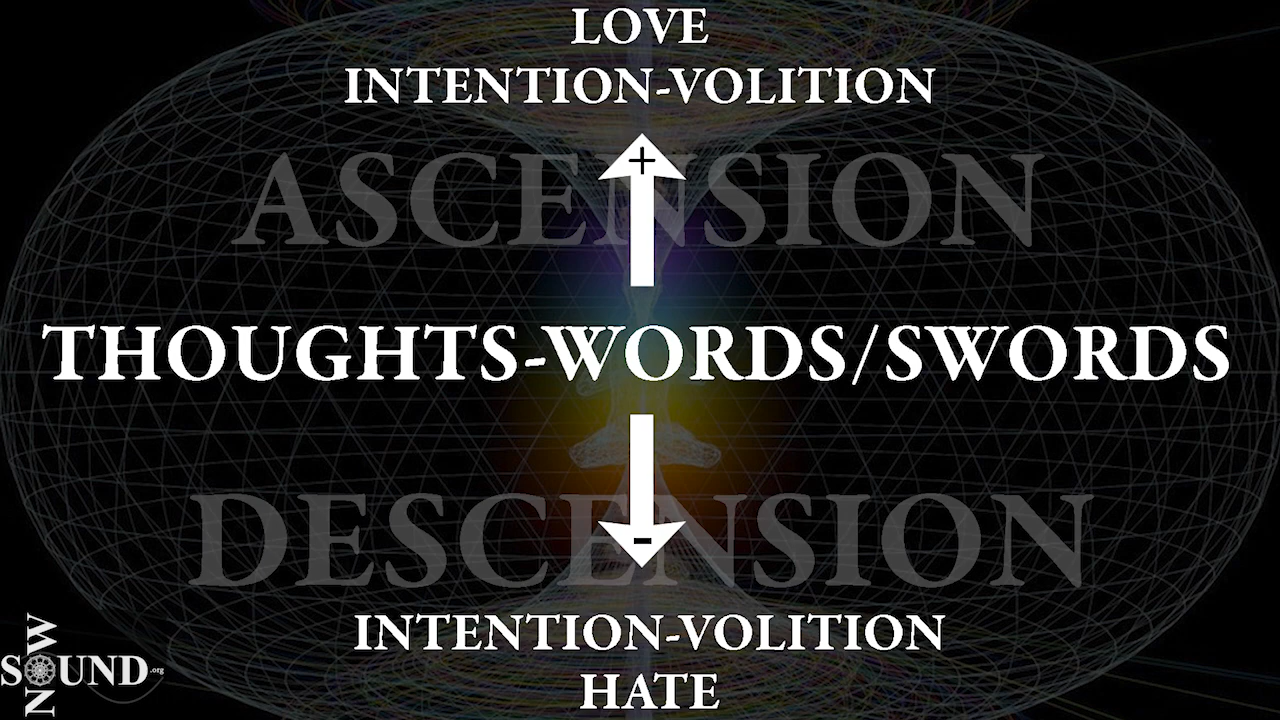 LOVE
INTENTION-VOLITION
+
ASCENSION
THOUGHTS-WORDS/SWORDS
DESCENSION
-
INTENTION-VOLITION
HATE
NOW
SOUND.org